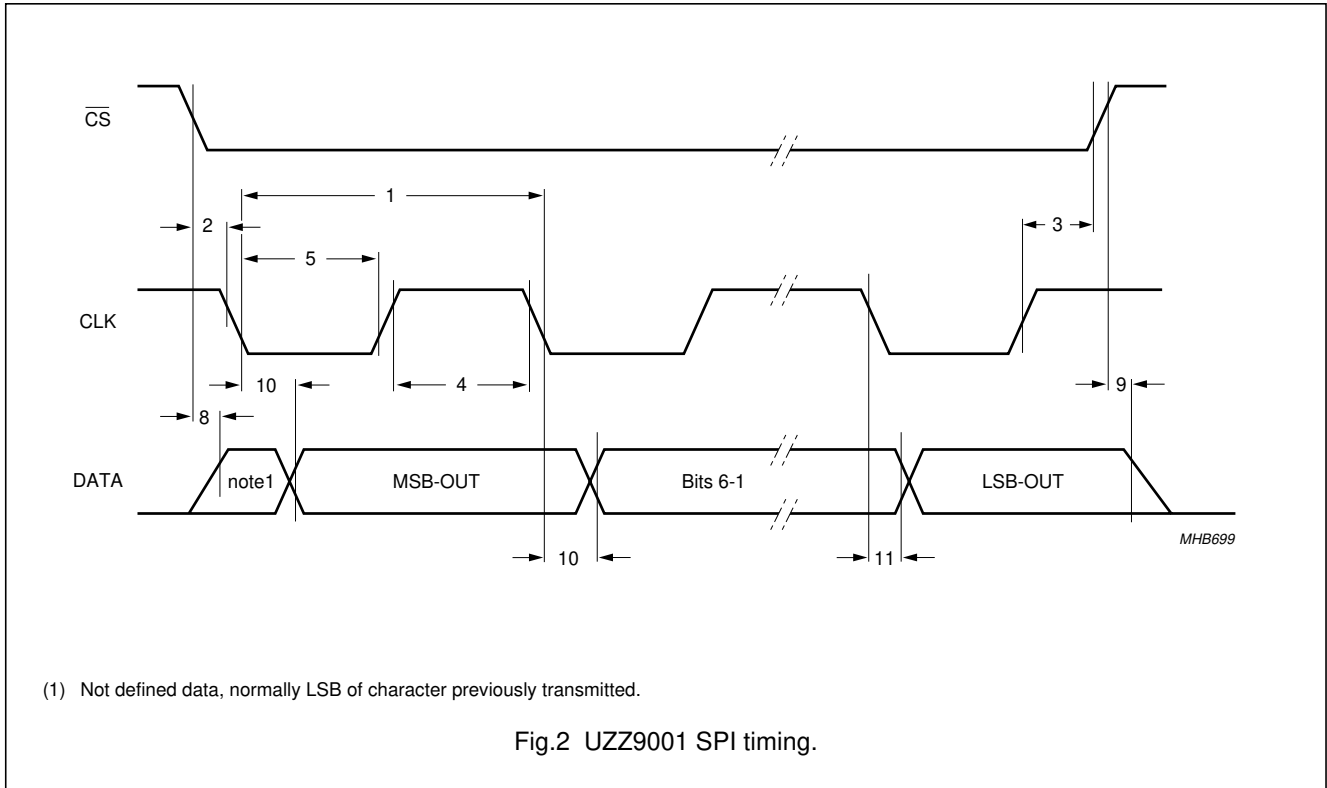 CS
1
2
3
5
CLK
10
4
9
8
DATA
note1
MSB-OUT
Bits 6-1
LSB-OUT
MHB699
10
11
(1) Not defined data, normally LSB of character previously transmitted.
Fig.2 UZZ9001 SPI timing.